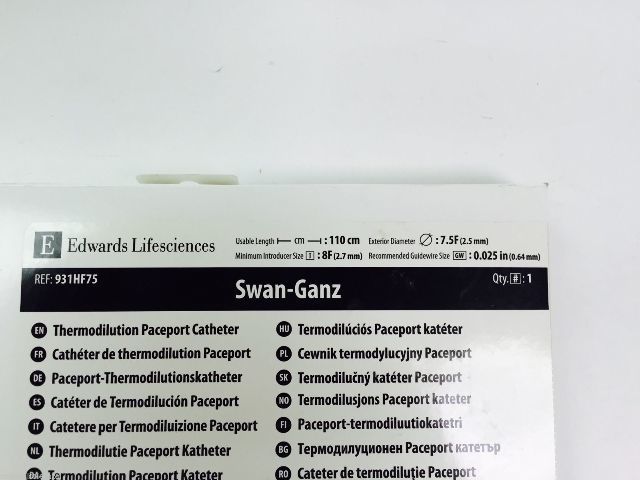 E Edwards Lifesciences
Usable Length cm : 110 cm Exterior Diameter : 7.5F (2.5 mm)
Minimum Introducer Size I : 8F (2.7 mm) Recommended Guidewire Size GW : 0.025 in (0.64 mm)
REF: 931HF75 Swan-Ganz Qty. # : 1
EN Thermodilution Paceport Catheter
FR Cathéter de thermodilution Paceport
DE Paceport-Thermodilutionskatheter
ES Catéter de Termodilución Paceport
IT Catetere per Termodiluizione Paceport
NL Thermodilutie Paceport Katheter
DA Termodilution Paceport Kateter
HU Termodilúciós Paceport katéter
PL Cewnik termodylucyjny Paceport
SK Termodilučný katéter Paceport
NO Termodilusjons Paceport kateter
FI Paceport-termodiluutiokatetri
BG Термодилуционен Paceport катетър
RO Cateter de termodiluţie Paceport